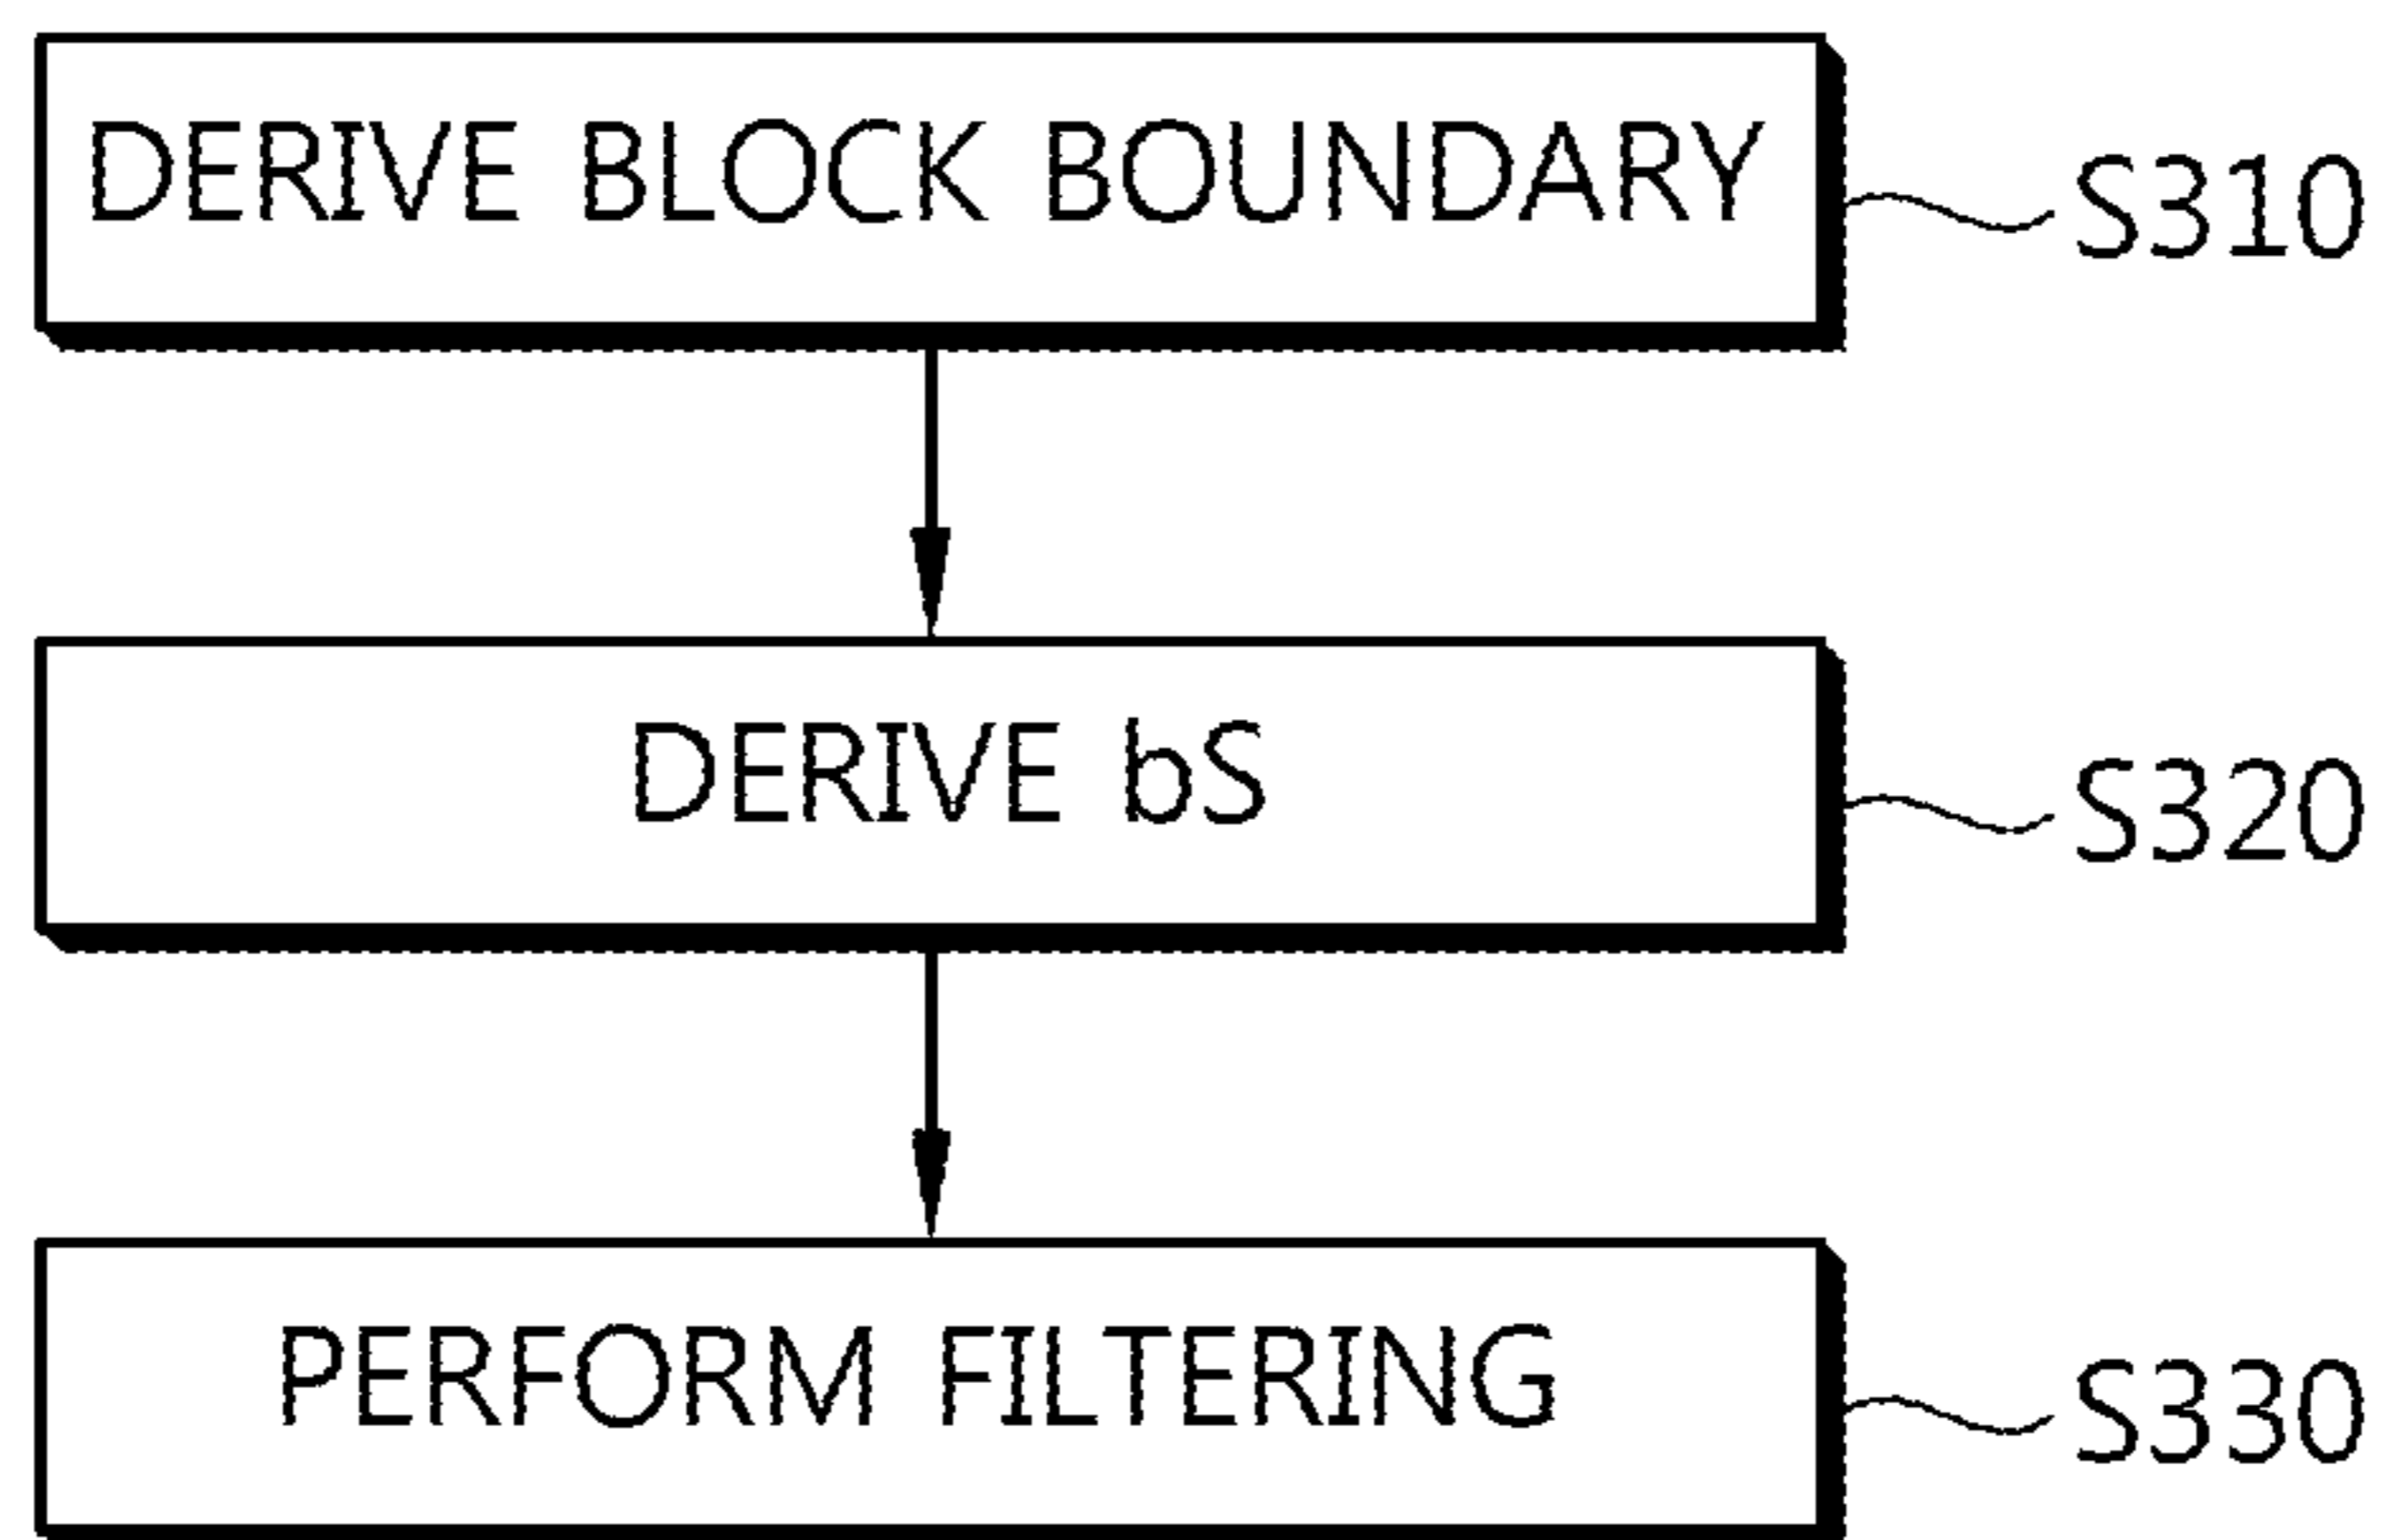 DERIVE BLOCK BOUNDARY
S310
DERIVE bS
S320
PERFORM FILTERING
S330